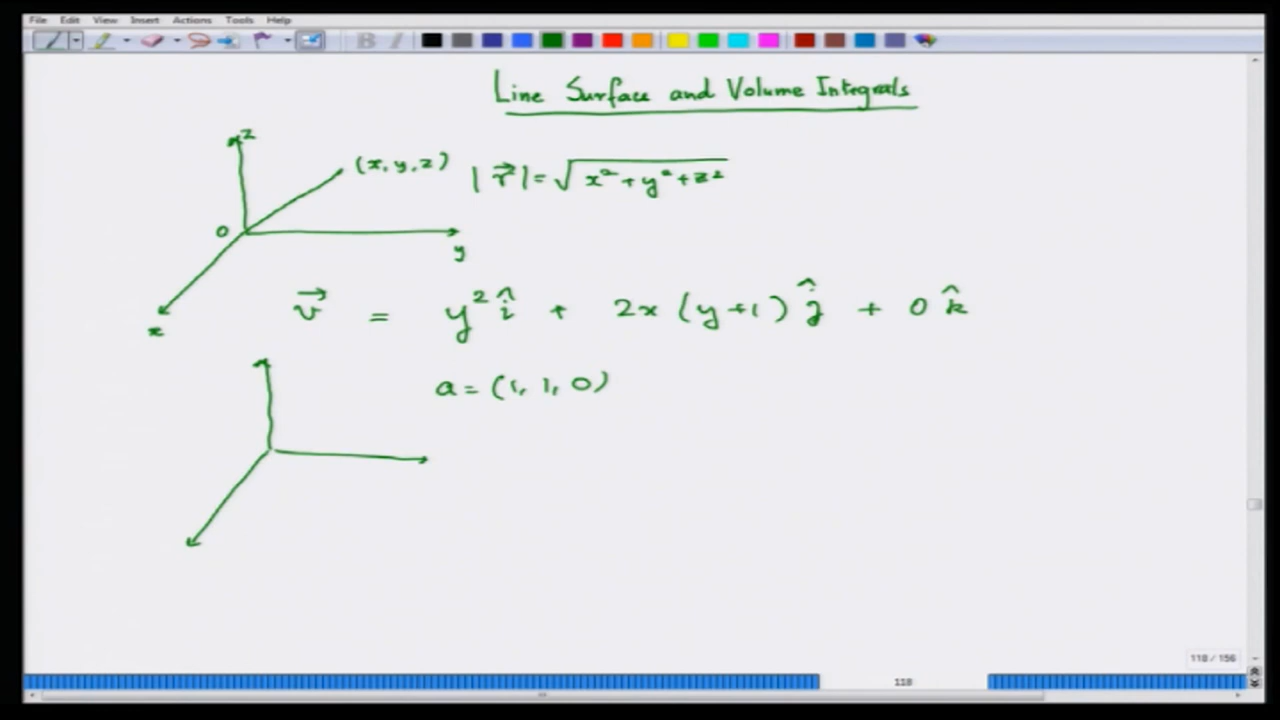 File Edit View Insert Actions Tools Help
B I
Line Surface and Volume Integrals
z
(x, y, z) |r⃗| = √x² + y² + z²
0
y
x
v⃗ = y² î + 2x (y+1) ĵ + 0 k̂
a = (1, 1, 0)
118 / 156
118